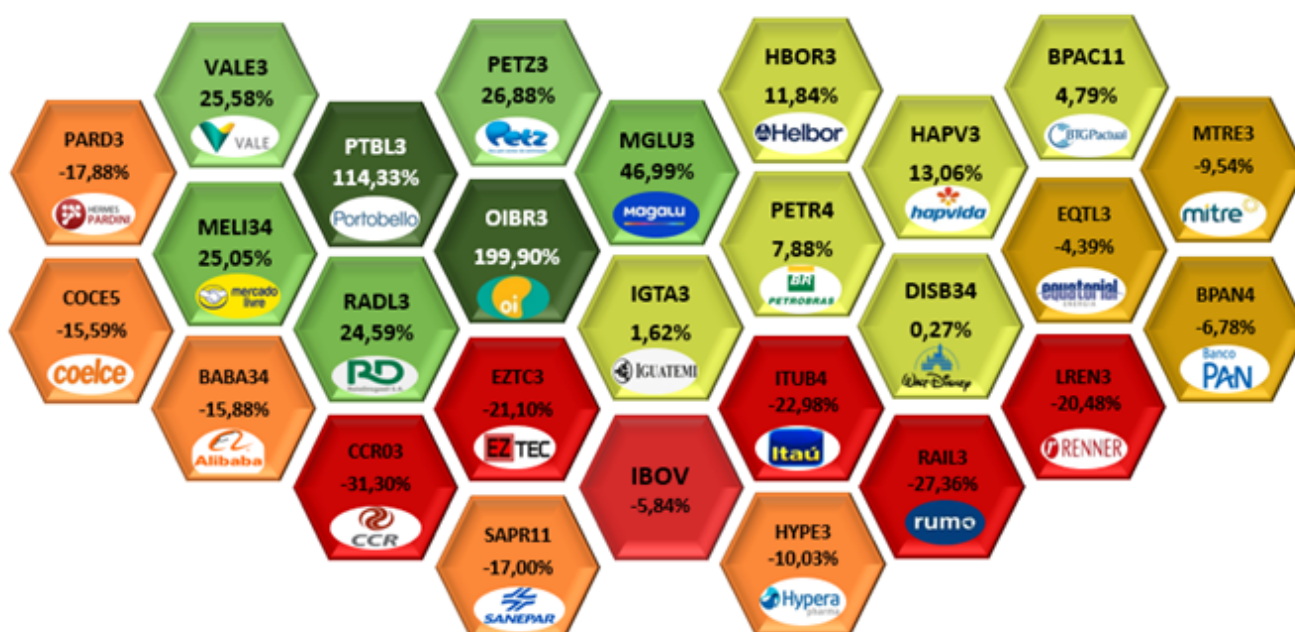 VALE3
25,58%
VALE
PETZ3
26,88%
Petz
HBOR3
11,84%
Helbor
BPAC11
4,79%
BTGPactual
PARD3
-17,88%
HERMES
PARDINI
PTBL3
114,33%
Portobello
MGLU3
46,99%
MAGALU
HAPV3
13,06%
hapvida
MTRE3
-9,54%
mitre
MELI34
25,05%
mercado
livre
OIBR3
199,90%
oi
PETR4
7,88%
BR
PETROBRAS
EQTL3
-4,39%
equatorial
ENERGIA
COCE5
-15,59%
coelce
RADL3
24,59%
RD
IGTA3
1,62%
IGUATEMI
DISB34
0,27%
WALT DISNEY
BPAN4
-6,78%
Banco
PAN
BABA34
-15,88%
Alibaba
EZTC3
-21,10%
EZ TEC
ITUB4
-22,98%
Itaú
LREN3
-20,48%
RENNER
CCR03
-31,30%
CCR
IBOV
-5,84%
RAIL3
-27,36%
rumo
SAPR11
-17,00%
SANEPAR
HYPE3
-10,03%
Hypera
pharma